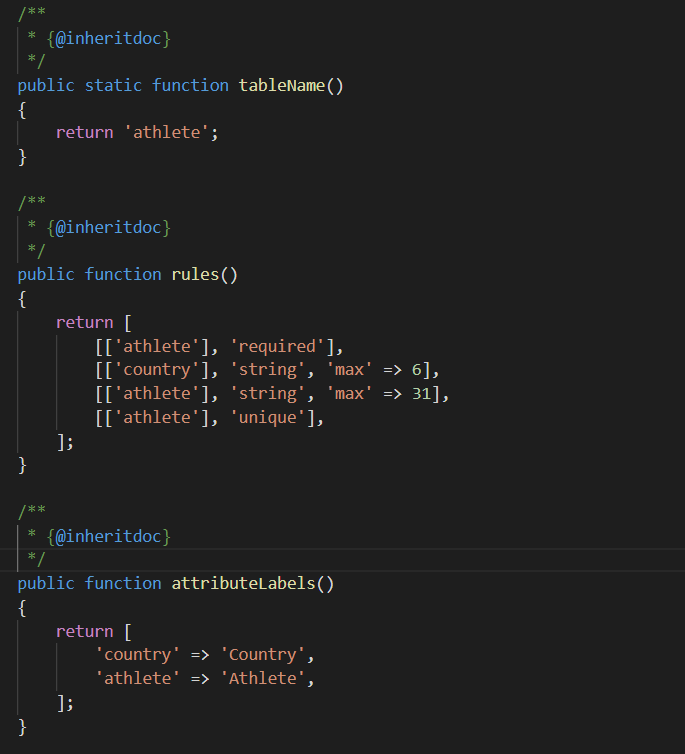 /**
 * {@inheritdoc}
 */
public static function tableName()
{
    return 'athlete';
}

/**
 * {@inheritdoc}
 */
public function rules()
{
    return [
        [['athlete'], 'required'],
        [['country'], 'string', 'max' => 6],
        [['athlete'], 'string', 'max' => 31],
        [['athlete'], 'unique'],
    ];
}

/**
 * {@inheritdoc}
 */
public function attributeLabels()
{
    return [
        'country' => 'Country',
        'athlete' => 'Athlete',
    ];
}